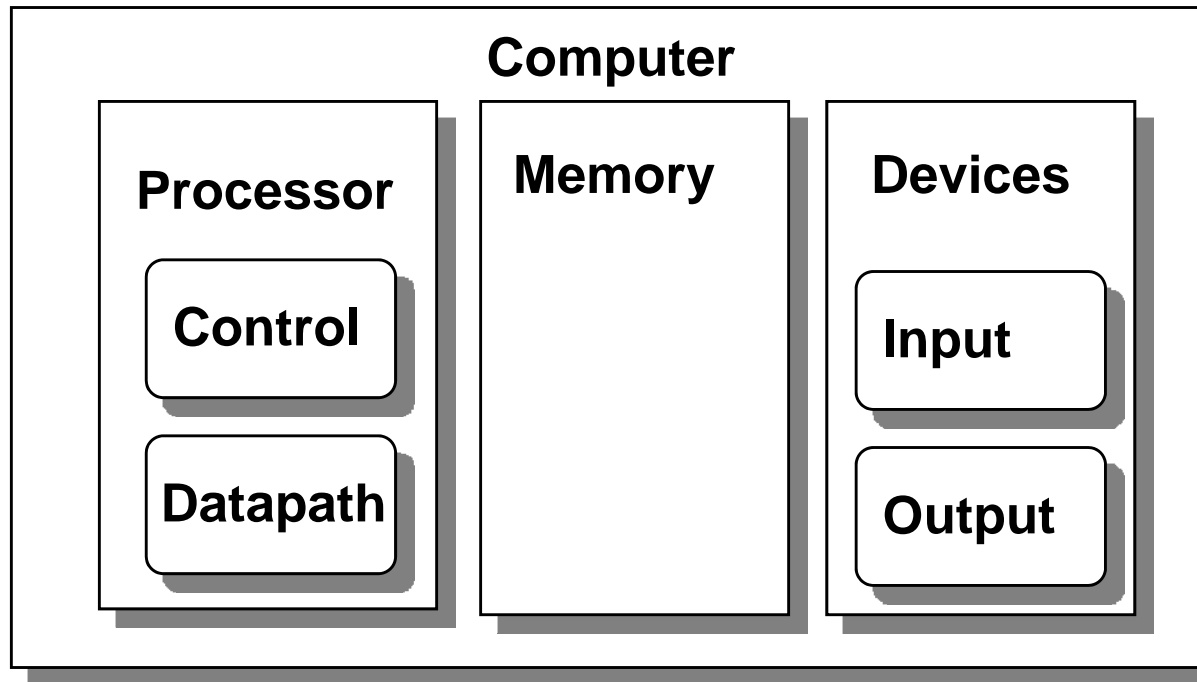 Computer
Processor
Control
Datapath
Memory
Devices
Input
Output